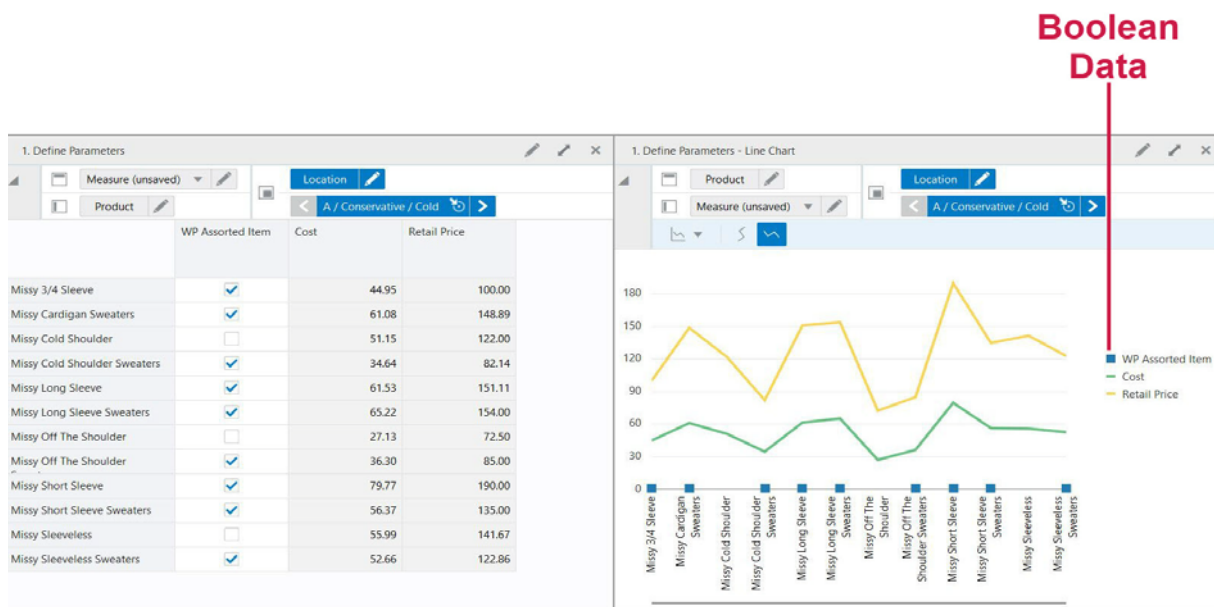 Boolean
Data
1. Define Parameters
Measure (unsaved)
Location
Product
A / Conservative / Cold
WP Assorted Item Cost Retail Price
Missy 3/4 Sleeve 44.95 100.00
Missy Cardigan Sweaters 61.08 148.89
Missy Cold Shoulder 51.15 122.00
Missy Cold Shoulder Sweaters 34.64 82.14
Missy Long Sleeve 61.53 151.11
Missy Long Sleeve Sweaters 65.22 154.00
Missy Off The Shoulder 27.13 72.50
Missy Off The Shoulder 36.30 85.00
Missy Short Sleeve 79.77 190.00
Missy Short Sleeve Sweaters 56.37 135.00
Missy Sleeveless 55.99 141.67
Missy Sleeveless Sweaters 52.66 122.86
1. Define Parameters - Line Chart
Product
Location
Measure (unsaved)
A / Conservative / Cold
180
150
120
90
60
30
0
Missy 3/4 Sleeve
Missy Cardigan
Sweaters
Missy Cold Shoulder
Missy Cold Shoulder
Sweaters
Missy Long Sleeve
Missy Long Sleeve
Sweaters
Missy Off The
Shoulder
Missy Off The
Shoulder Sweaters
Missy Short Sleeve
Missy Short Sleeve
Sweaters
Missy Sleeveless
Missy Sleeveless
Sweaters
WP Assorted Item
Cost
Retail Price